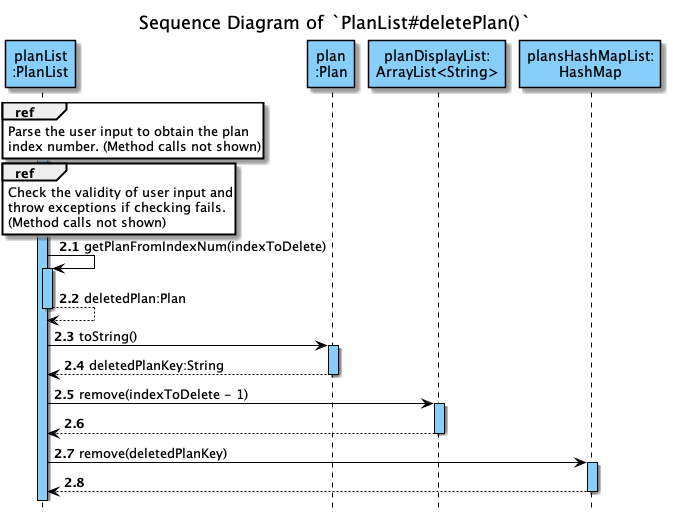 Sequence Diagram of `PlanList#deletePlan()`
planList
:PlanList
plan
:Plan
planDisplayList:
ArrayList<String>
plansHashMapList:
HashMap
ref
Parse the user input to obtain the plan
index number. (Method calls not shown)
ref
Check the validity of user input and
throw exceptions if checking fails.
(Method calls not shown)
2.1 getPlanFromIndexNum(indexToDelete)
2.2 deletedPlan:Plan
2.3 toString()
2.4 deletedPlanKey:String
2.5 remove(indexToDelete - 1)
2.6
2.7 remove(deletedPlanKey)
2.8